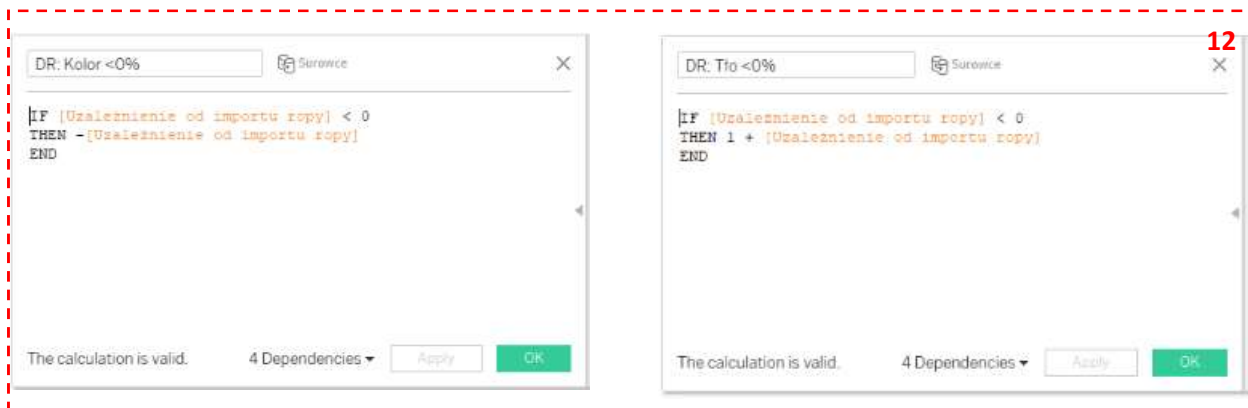 12
DR: Kolor <0%
Surowce
IF [Uzależnienie od importu ropy] < 0
THEN -[Uzależnienie od importu ropy]
END
The calculation is valid.
4 Dependencies
Apply
OK
DR: Tło <0%
Surowce
IF [Uzależnienie od importu ropy] < 0
THEN 1 + [Uzależnienie od importu ropy]
END
The calculation is valid.
4 Dependencies
Apply
OK